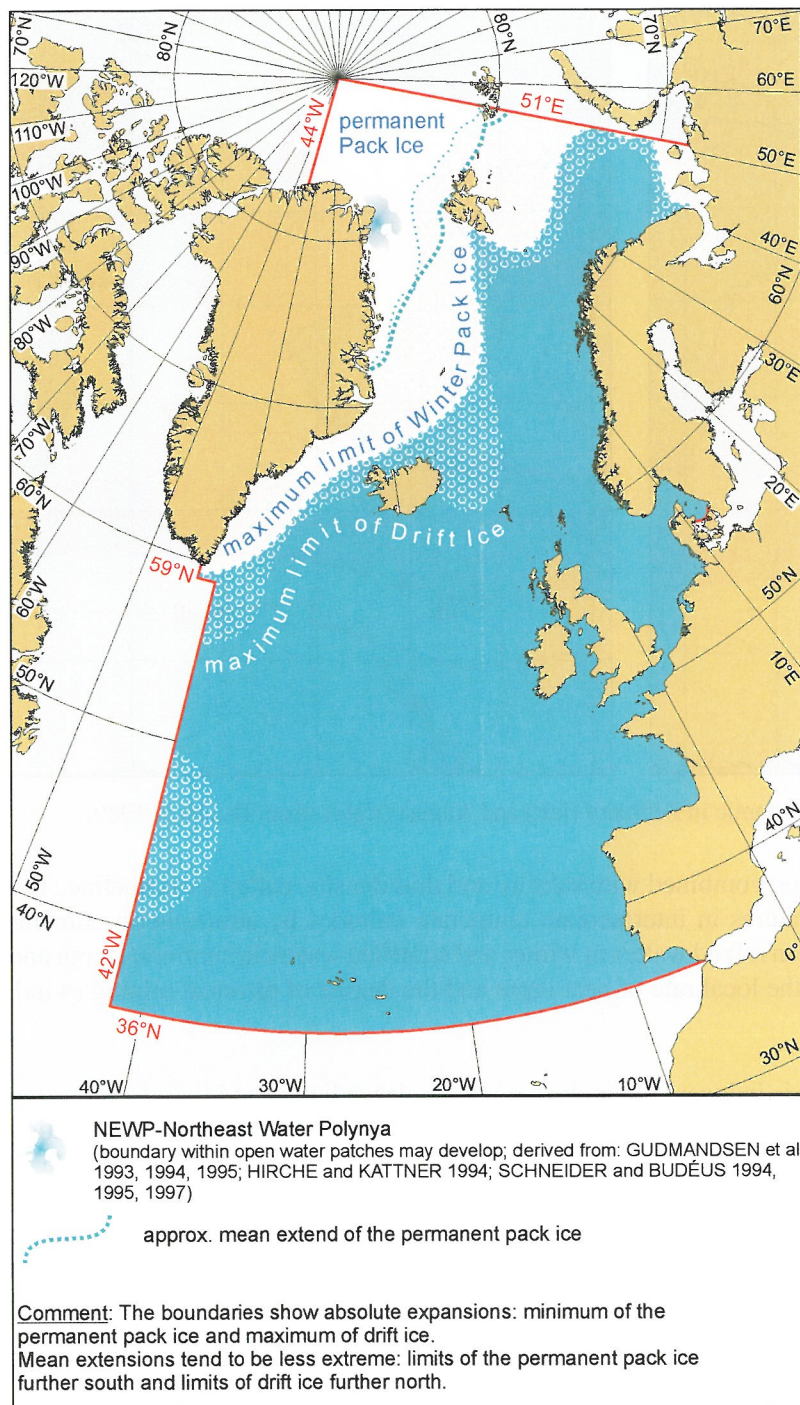 70°N
80°N
80°N
70°N
70°E
120°W
60°E
110°W
44°W
permanent
Pack Ice
51°E
50°E
100°W
90°W
40°E
80°W
60°N
maximum limit of Winter Pack Ice
30°E
70°W
60°N
20°E
maximum limit of Drift Ice
59°N
60°W
50°N
50°N
10°E
40°N
50°W
40°N
42°W
0°
36°N
30°N
40°W
30°W
20°W
10°W
NEWP-Northeast Water Polynya
(boundary within open water patches may develop; derived from: GUDMANDSEN et al
1993, 1994, 1995; HIRCHE and KATTNER 1994; SCHNEIDER and BUDÉUS 1994,
1995, 1997)
approx. mean extend of the permanent pack ice
Comment: The boundaries show absolute expansions: minimum of the
permanent pack ice and maximum of drift ice.
Mean extensions tend to be less extreme: limits of the permanent pack ice
further south and limits of drift ice further north.